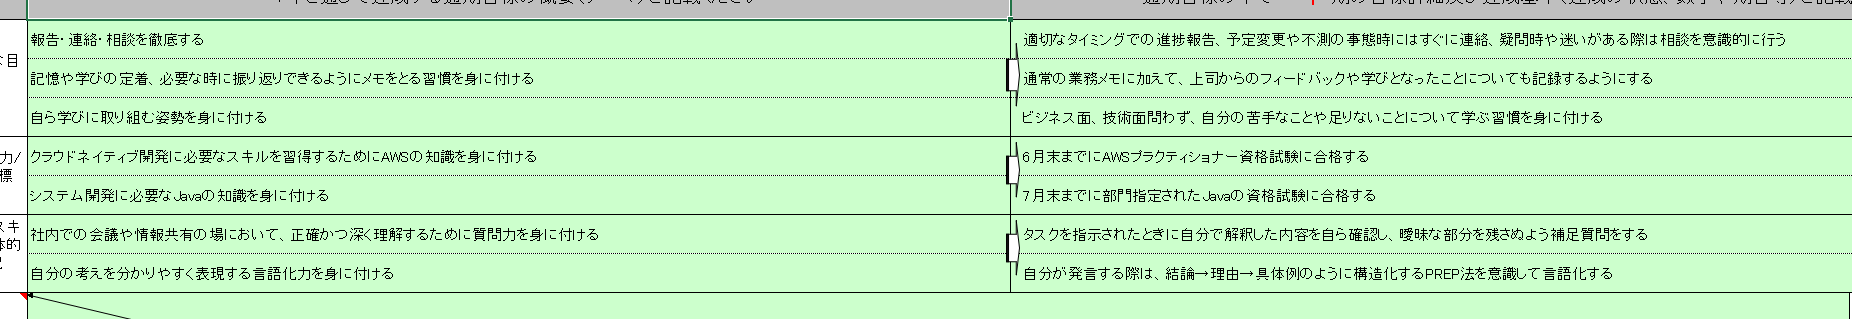 報告・連絡・相談を徹底する
適切なタイミングでの進捗報告、予定変更や不測の事態時にはすぐに連絡、疑問時や迷いがある際は相談を意識的に行う
記憶や学びの定着、必要な時に振り返りできるようにメモをとる習慣を身に付ける
通常の業務メモに加えて、上司からのフィードバックや学びとなったことについても記録するようにする
自ら学びに取り組む姿勢を身に付ける
ビジネス面、技術面問わず、自分の苦手なことや足りないことについて学ぶ習慣を身に付ける
力/
標
クラウドネイティブ開発に必要なスキルを習得するためにAWSの知識を身に付ける
6月末までにAWSプラクティショナー資格試験に合格する
システム開発に必要なJavaの知識を身に付ける
7月末までに部門指定されたJavaの資格試験に合格する
社内での会議や情報共有の場において、正確かつ深く理解するために質問力を身に付ける
タスクを指示されたときに自分で解釈した内容を自ら確認し、曖昧な部分を残さぬよう補足質問をする
自分の考えを分かりやすく表現する言語化力を身に付ける
自分が発言する際は、結論→理由→具体例のように構造化するPREP法を意識して言語化する